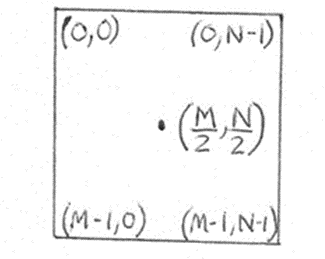 (0,0) (0,N-1)
(M/2,N/2)
(M-1,0) (M-1,N-1)